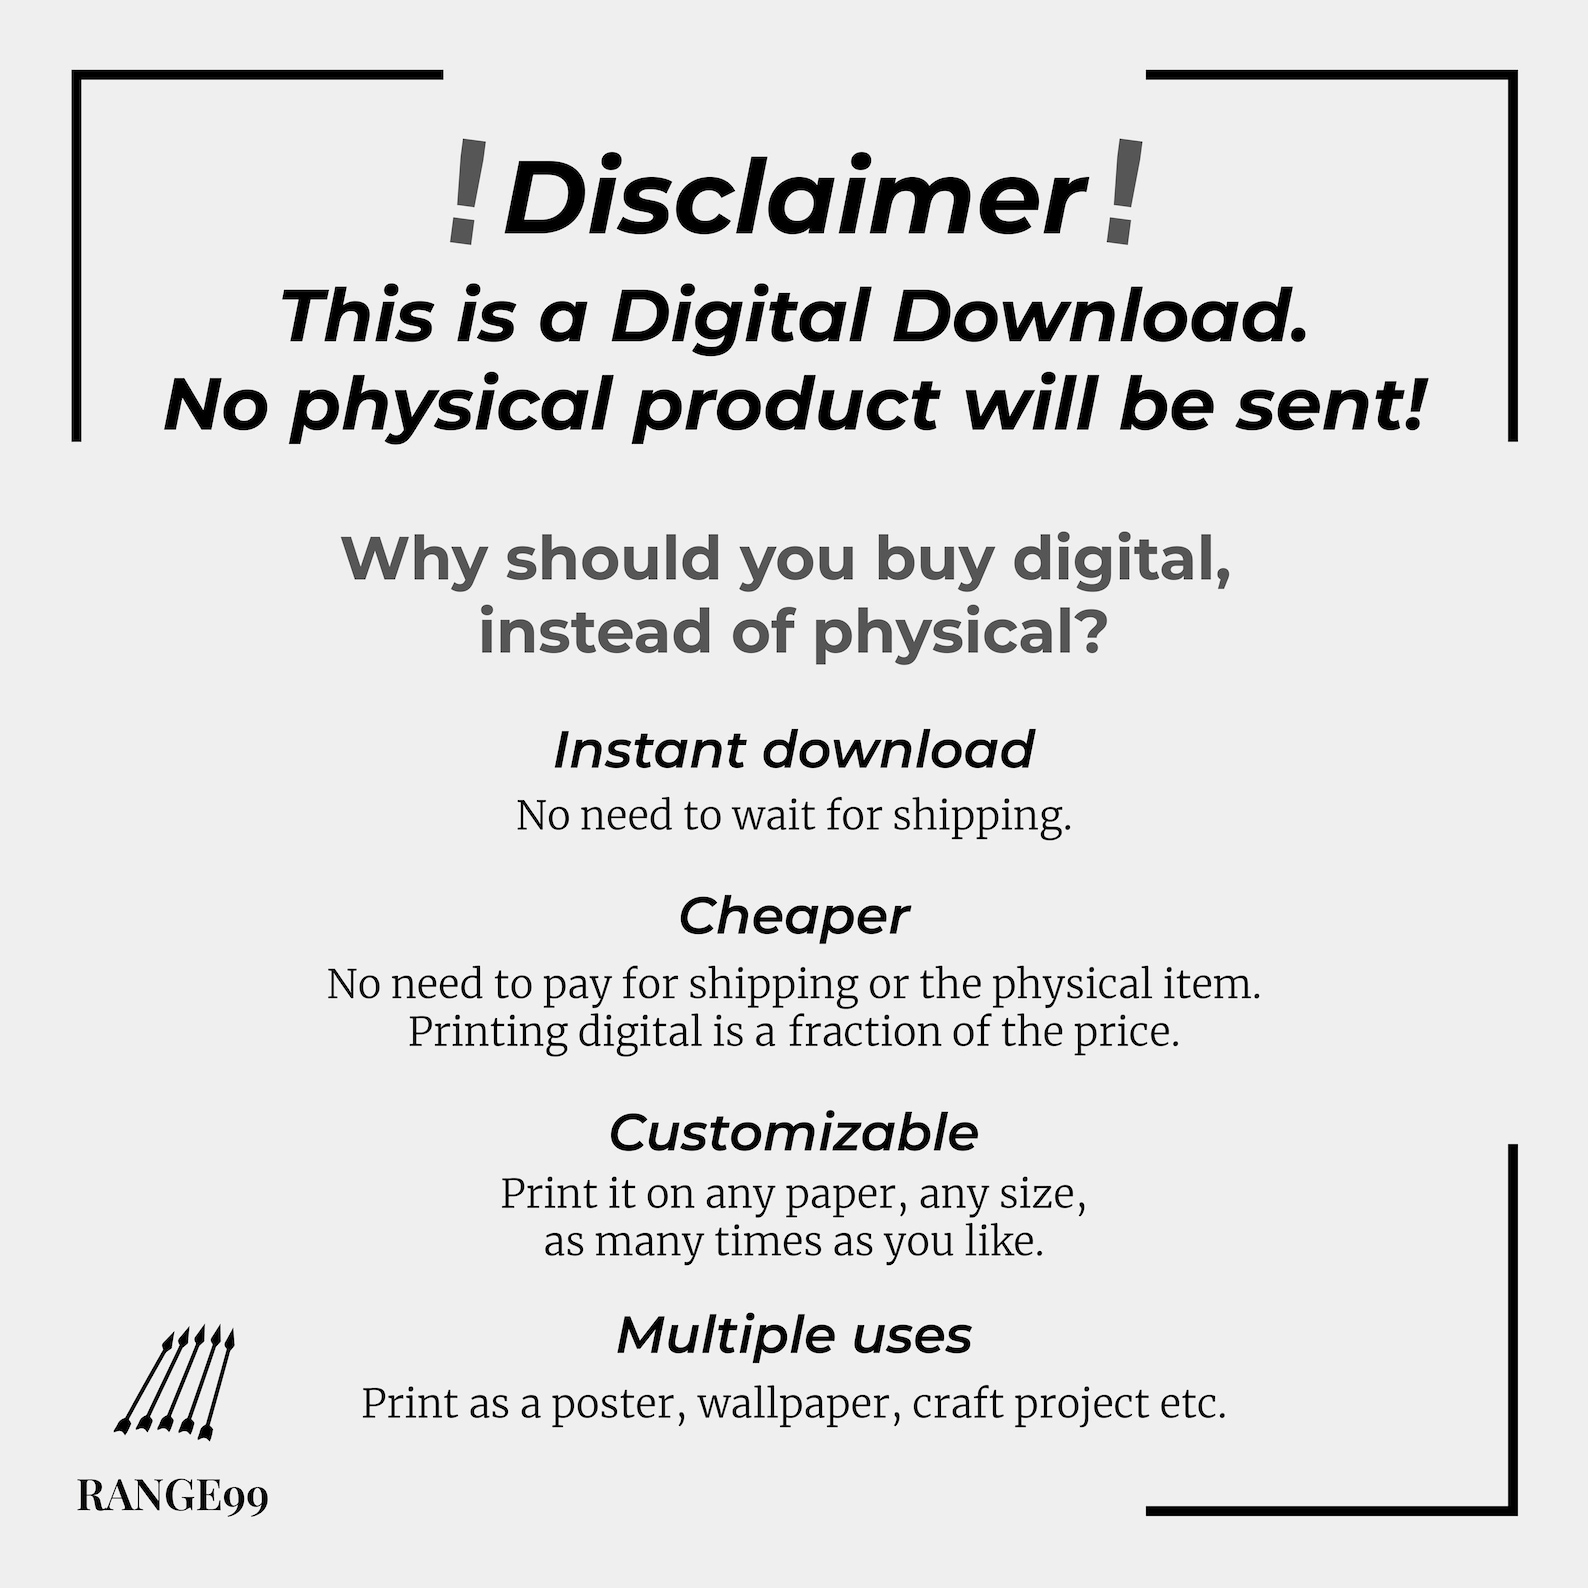 ! Disclaimer !
This is a Digital Download.
No physical product will be sent!
Why should you buy digital,
instead of physical?
Instant download
No need to wait for shipping.
Cheaper
No need to pay for shipping or the physical item.
Printing digital is a fraction of the price.
Customizable
Print it on any paper, any size,
as many times as you like.
Multiple uses
Print as a poster, wallpaper, craft project etc.
RANGE99